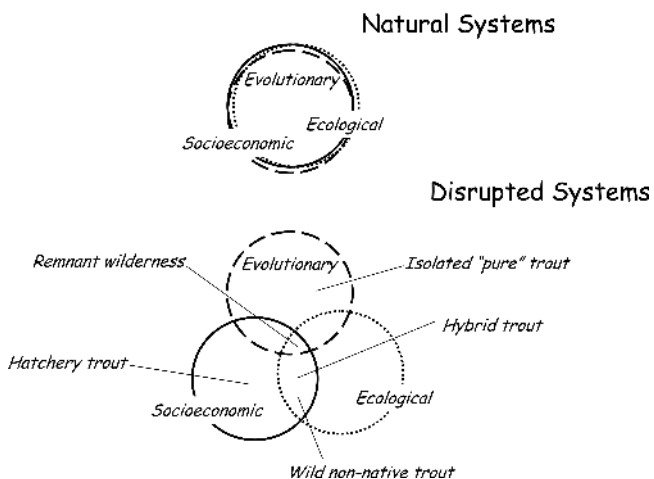 Natural Systems
Evolutionary
Ecological
Socioeconomic
Disrupted Systems
Remnant wilderness
Evolutionary
Isolated "pure" trout
Hybrid trout
Hatchery trout
Socioeconomic
Ecological
Wild non-native trout